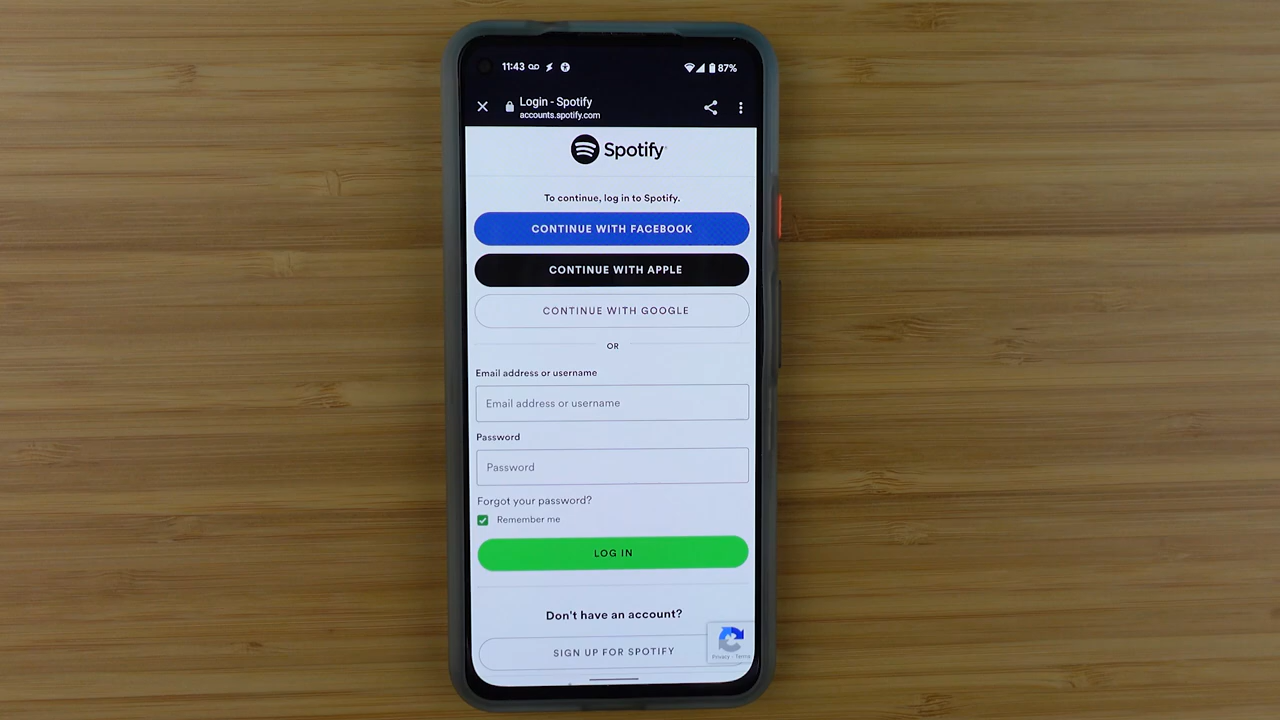 11:43 87%
Login - Spotify
accounts.spotify.com
Spotify
To continue, log in to Spotify.
CONTINUE WITH FACEBOOK
CONTINUE WITH APPLE
CONTINUE WITH GOOGLE
OR
Email address or username
Email address or username
Password
Password
Forgot your password?
Remember me
LOG IN
Don't have an account?
SIGN UP FOR SPOTIFY
Privacy - Terms